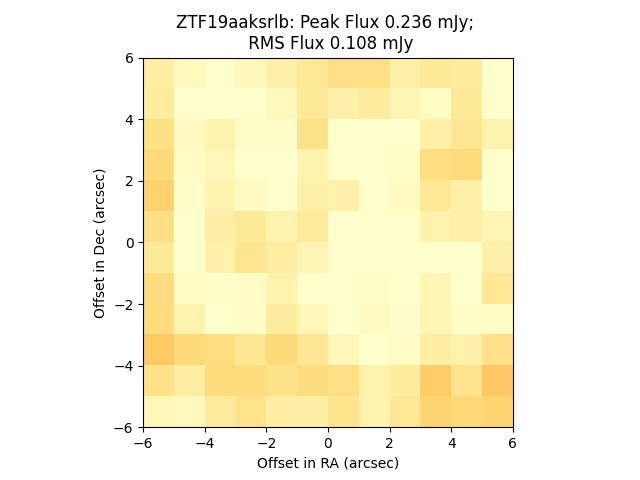 ZTF19aaksrlb: Peak Flux 0.236 mJy;
RMS Flux 0.108 mJy
6
4
2
0
−2
−4
−6
Offset in Dec (arcsec)
−6 −4 −2 0 2 4 6
Offset in RA (arcsec)